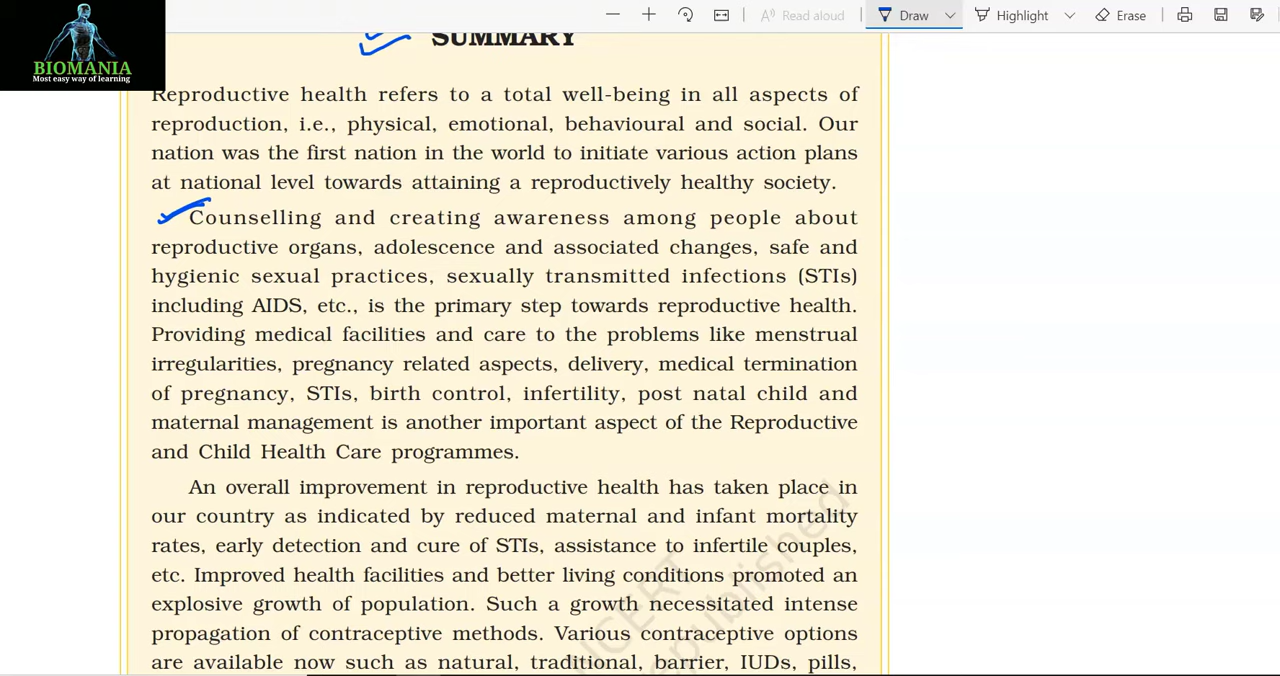 Read aloud
Draw
Highlight
Erase
BIOMANIA
Most easy way of learning
SUMMARY
Reproductive health refers to a total well-being in all aspects of
reproduction, i.e., physical, emotional, behavioural and social. Our
nation was the first nation in the world to initiate various action plans
at national level towards attaining a reproductively healthy society.
Counselling and creating awareness among people about
reproductive organs, adolescence and associated changes, safe and
hygienic sexual practices, sexually transmitted infections (STIs)
including AIDS, etc., is the primary step towards reproductive health.
Providing medical facilities and care to the problems like menstrual
irregularities, pregnancy related aspects, delivery, medical termination
of pregnancy, STIs, birth control, infertility, post natal child and
maternal management is another important aspect of the Reproductive
and Child Health Care programmes.
An overall improvement in reproductive health has taken place in
our country as indicated by reduced maternal and infant mortality
rates, early detection and cure of STIs, assistance to infertile couples,
etc. Improved health facilities and better living conditions promoted an
explosive growth of population. Such a growth necessitated intense
propagation of contraceptive methods. Various contraceptive options
are available now such as natural, traditional, barrier, IUDs, pills,
NCERT
published